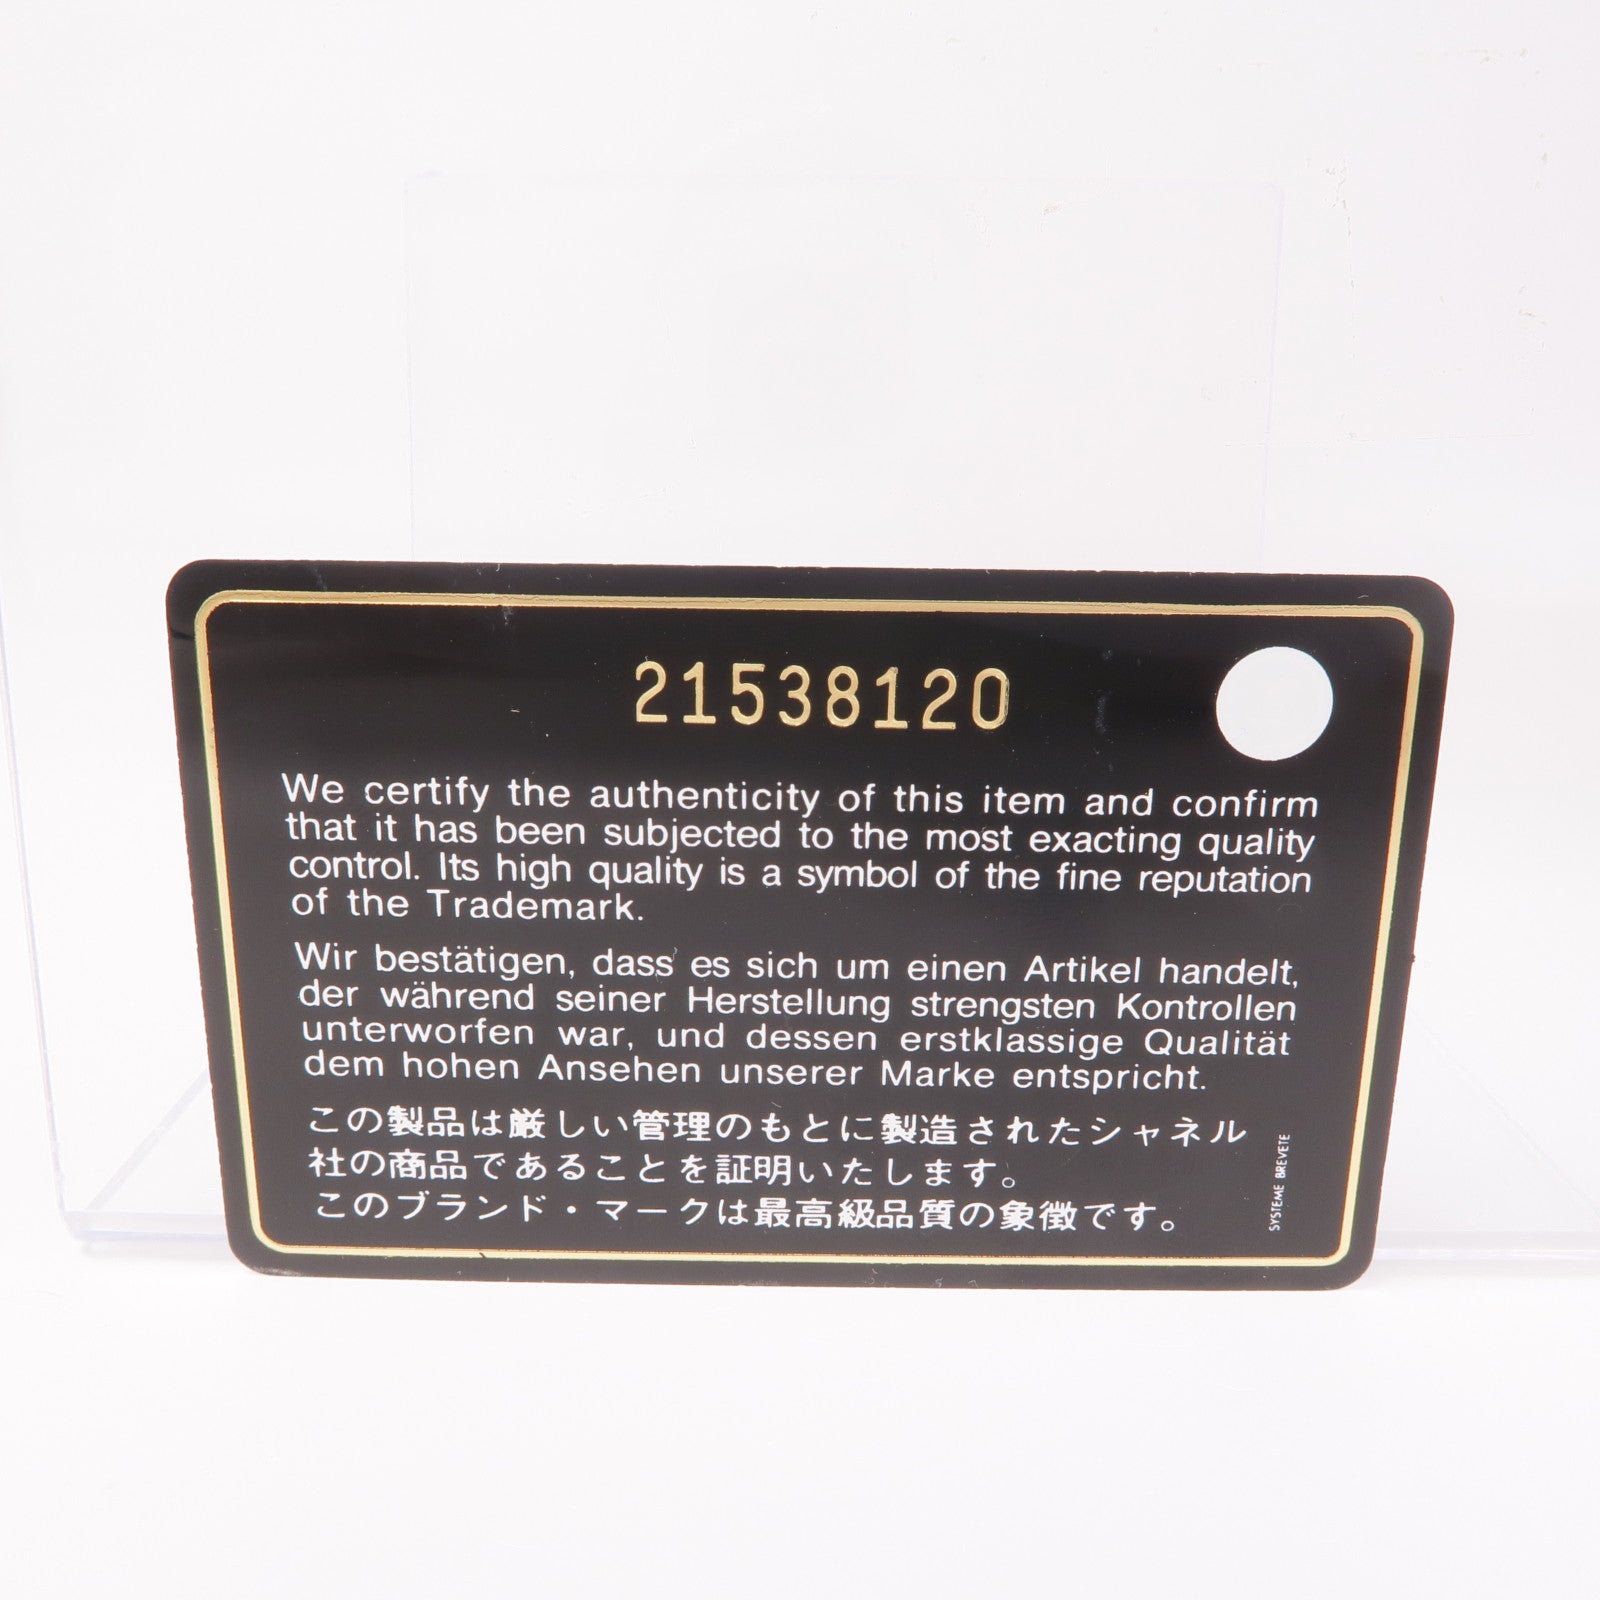 21538120
We certify the authenticity of this item and confirm
that it has been subjected to the most exacting quality
control. Its high quality is a symbol of the fine reputation
of the Trademark.
Wir bestätigen, dass es sich um einen Artikel handelt,
der während seiner Herstellung strengsten Kontrollen
unterworfen war, und dessen erstklassige Qualität
dem hohen Ansehen unserer Marke entspricht.
この製品は厳しい管理のもとに製造されたシャネル
社の商品であることを証明いたします。
このブランド・マークは最高級品質の象徴です。
SYSTEME BREVETE